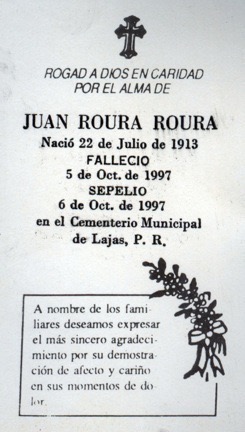 ROGAD A DIOS EN CARIDAD
POR EL ALMA DE
JUAN ROURA ROURA
Nació 22 de Julio de 1913
FALLECIO
5 de Oct. de 1997
SEPELIO
6 de Oct. de 1997
en el Cementerio Municipal
de Lajas, P. R.
A nombre de los fami-
liares deseamos expresar
el más sincero agradeci-
miento por su demostra-
ción de afecto y cariño
en sus momentos de do-
lor.